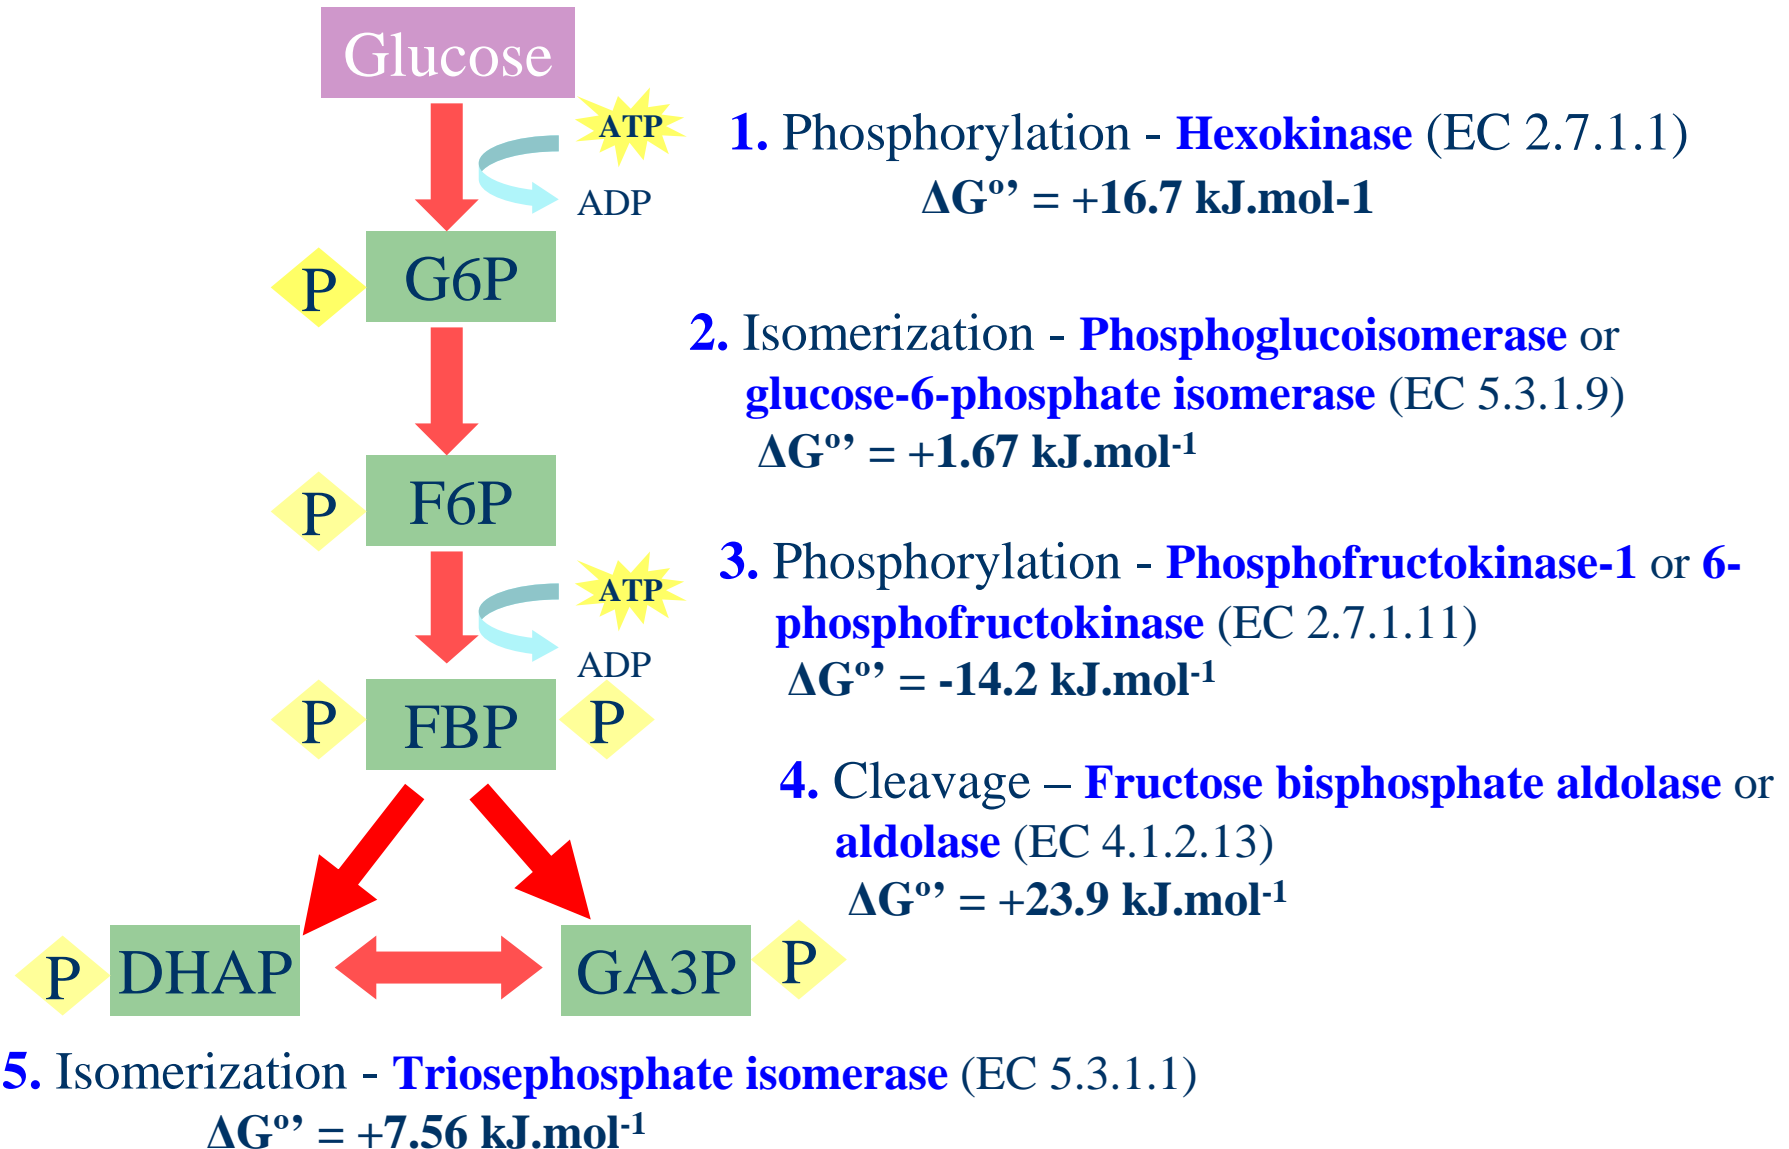 Glucose
ATP
1. Phosphorylation - Hexokinase (EC 2.7.1.1)
ΔGº’ = +16.7 kJ.mol-1
ADP
P
G6P
2. Isomerization - Phosphoglucoisomerase or
glucose-6-phosphate isomerase (EC 5.3.1.9)
ΔGº’ = +1.67 kJ.mol-1
P
F6P
ATP
3. Phosphorylation - Phosphofructokinase-1 or 6-
phosphofructokinase (EC 2.7.1.11)
ΔGº’ = -14.2 kJ.mol-1
ADP
P
FBP
P
4. Cleavage – Fructose bisphosphate aldolase or
aldolase (EC 4.1.2.13)
ΔGº’ = +23.9 kJ.mol-1
P
DHAP
GA3P
P
5. Isomerization - Triosephosphate isomerase (EC 5.3.1.1)
ΔGº’ = +7.56 kJ.mol-1